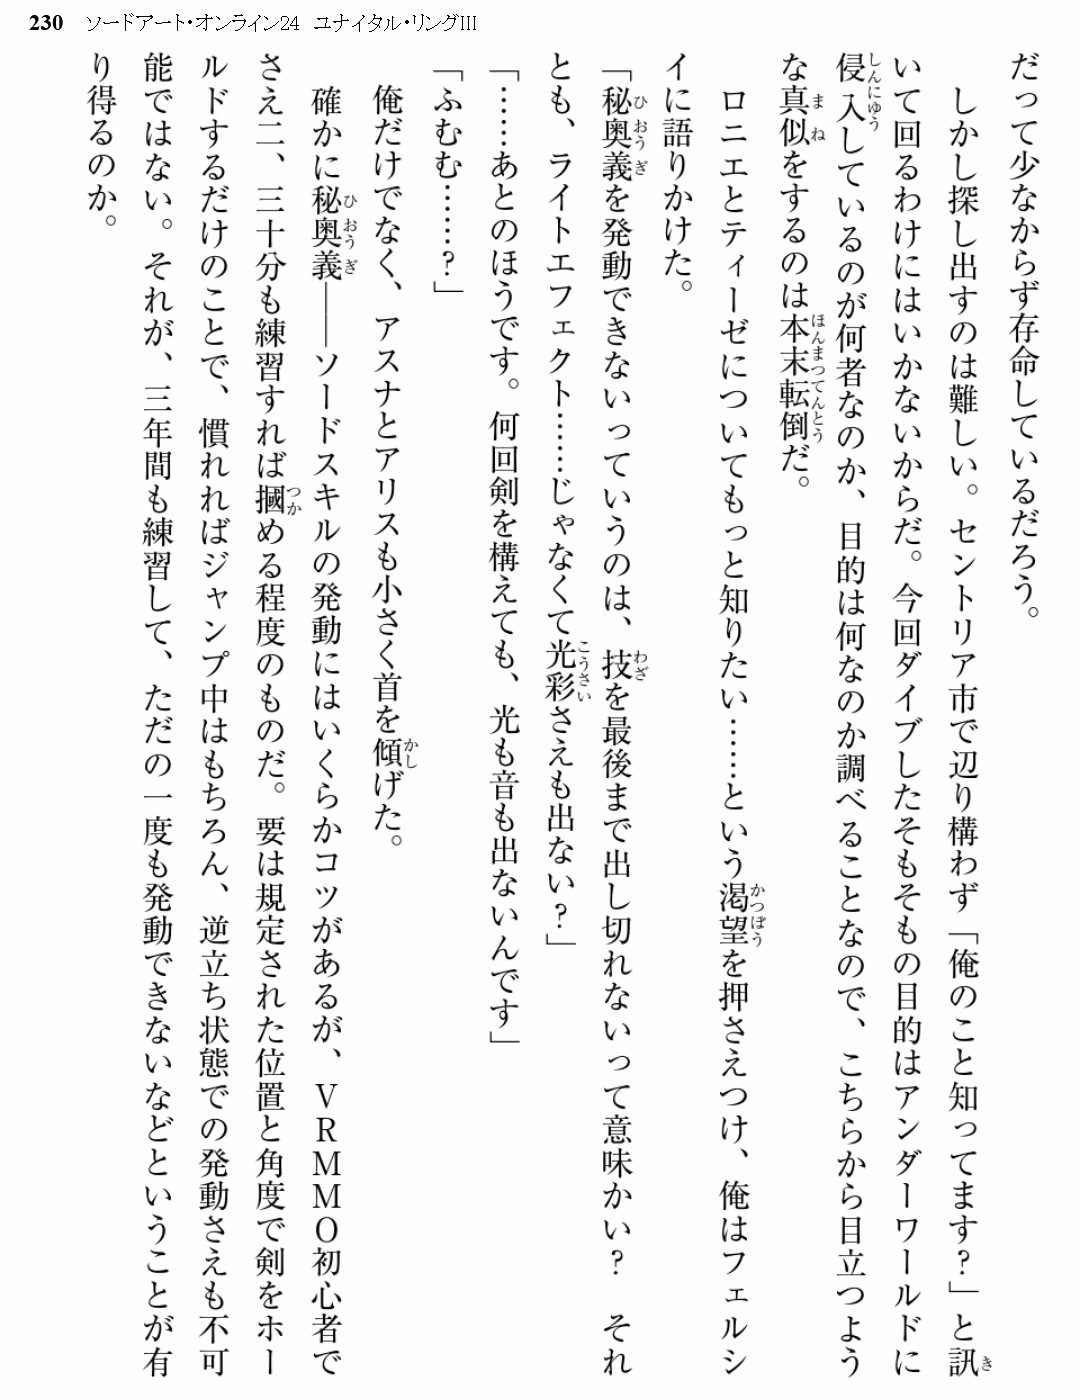 230 ソードアート・オンライン24 ユナイタル・リングIII
だって少なからず存命しているだろう。
しかし探し出すのは難しい。セントリア市で辺り構わず「俺のこと知ってます？」と訊
いて回るわけにはいかないからだ。今回ダイブしたそもそもの目的はアンダーワールドに
侵入しているのが何者なのか、目的は何なのか調べることなので、こちらから目立つよう
な真似をするのは本末転倒だ。
ロニエとティーゼについてもっと知りたい……という渇望を押さえつけ、俺はフェルシ
イに語りかけた。
「秘奥義を発動できないっていうのは、技を最後まで出し切れないって意味かい？　それ
とも、ライトエフェクト……じゃなくて光彩さえも出ない？」
「……あとのほうです。何回剣を構えても、光も音も出ないんです」
「ふむむ……？」
俺だけでなく、アスナとアリスも小さく首を傾げた。
確かに秘奥義――ソードスキルの発動にはいくらかコツがあるが、ＶＲＭＭＯ初心者で
さえ二、三十分も練習すれば摑める程度のものだ。要は規定された位置と角度で剣をホー
ルドするだけのことで、慣れればジャンプ中はもちろん、逆立ち状態での発動さえも不可
能ではない。それが、三年間も練習して、ただの一度も発動できないなどということが有
り得るのか。